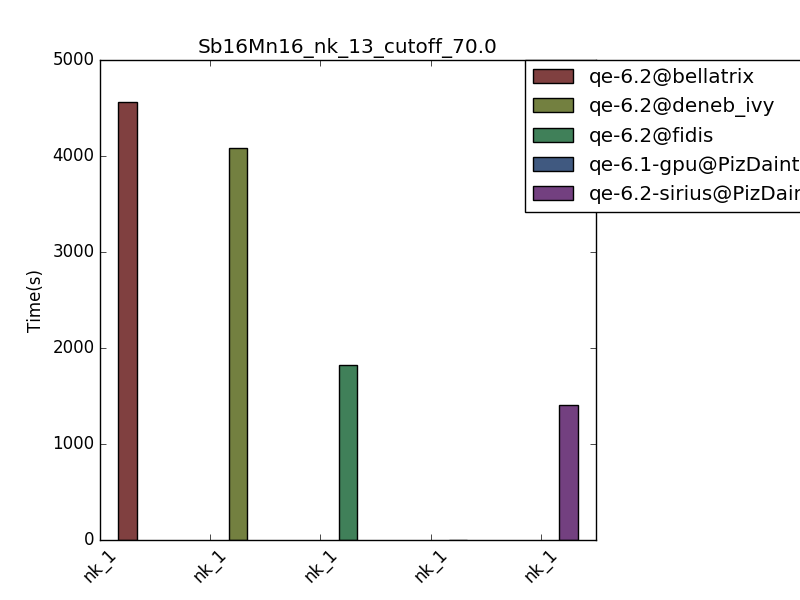 Sb16Mn16_nk_13_cutoff_70.0
5000
4000
3000
2000
1000
0
Time(s)
nk_1
nk_1
nk_1
nk_1
nk_1
qe-6.2@bellatrix
qe-6.2@deneb_ivy
qe-6.2@fidis
qe-6.1-gpu@PizDaint
qe-6.2-sirius@PizDain